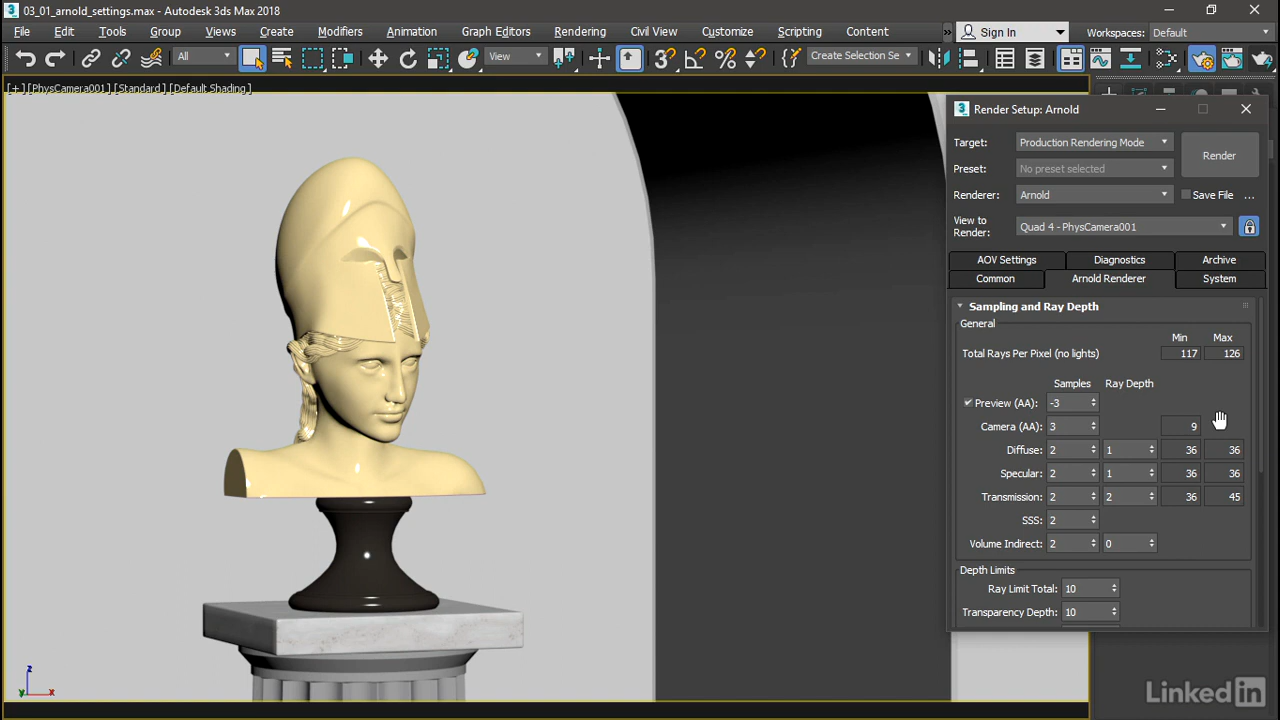 03_01_arnold_settings.max - Autodesk 3ds Max 2018
File Edit Tools Group Views Create Modifiers Animation Graph Editors Rendering Civil View Customize Scripting Content » Sign In Workspaces: Default
All View Create Selection Se
[+] [PhysCamera001] [Standard] [Default Shading]
Render Setup: Arnold
Target: Production Rendering Mode
Render
Preset: No preset selected
Renderer: Arnold Save File ...
View to Render: Quad 4 - PhysCamera001
AOV Settings Diagnostics Archive
Common Arnold Renderer System
Sampling and Ray Depth
General
Min Max
Total Rays Per Pixel (no lights) 117 126
Samples Ray Depth
Preview (AA): -3
Camera (AA): 3 9
Diffuse: 2 1 36 36
Specular: 2 1 36 36
Transmission: 2 2 36 45
SSS: 2
Volume Indirect: 2 0
Depth Limits
Ray Limit Total: 10
Transparency Depth: 10
z
y x
Linked in